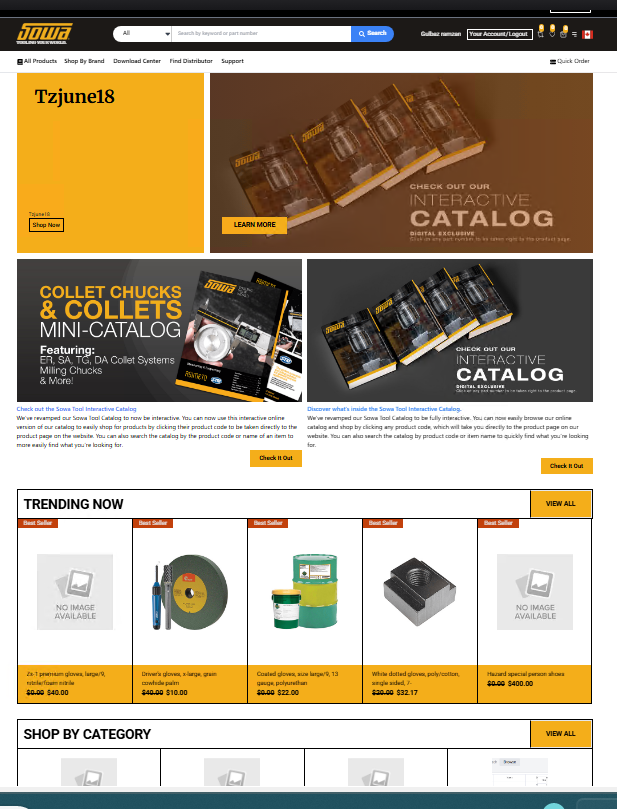 Sowa
All
Search by keyword or part number
Search
Gulbaz ramzan
Your Account/Logout
All Products
Shop By Brand
Download Center
Find Distributor
Support
Quick Order
Tzjune18
Tzjune18
Shop Now
CHECK OUT OUR
INTERACTIVE
CATALOG
DIGITAL EXCLUSIVE
Click on any part number to be taken right to the product page.
LEARN MORE
COLLET CHUCKS
& COLLETS
MINI-CATALOG
Featuring:
ER, SA, TG, DA Collet Systems
Milling Chucks
& More!
Sowa
CHECK OUT OUR
INTERACTIVE
CATALOG
DIGITAL EXCLUSIVE
Click on any part number to be taken right to the product page.
Check out the Sowa Tool Interactive Catalog
We've revamped our Sowa Tool Catalog to now be interactive. You can now use this interactive online
version of our catalog to easily shop for products by clicking their product code to be taken directly to the
product page on the website. You can also search the catalog by the product code or name of an item to
more easily find what you're looking for.
Check It Out
Discover what's inside the Sowa Tool Interactive Catalog.
We've revamped our Sowa Tool Catalog to be fully interactive. You can now easily browse our online
catalog and shop by clicking any product code, which will take you directly to the product page on our
website. You can also search the catalog by product code or item name to quickly find what you're looking
for.
Check It Out
TRENDING NOW
VIEW ALL
Best Seller
Best Seller
Best Seller
Best Seller
Best Seller
NO IMAGE
AVAILABLE
NO IMAGE
AVAILABLE
Zs-1 premium gloves, large/9,
nitrile/foam nitrile
$0.00 $40.00
Driver's gloves, x-large, grain
cowhide palm
$40.00 $10.00
Coated gloves, size large/9, 13
gauge, polyurethan
$0.00 $22.00
White dotted gloves, poly/cotton,
single sided, 7-
$20.00 $32.17
Hazard special person shoes
$0.00 $400.00
SHOP BY CATEGORY
VIEW ALL
Browse